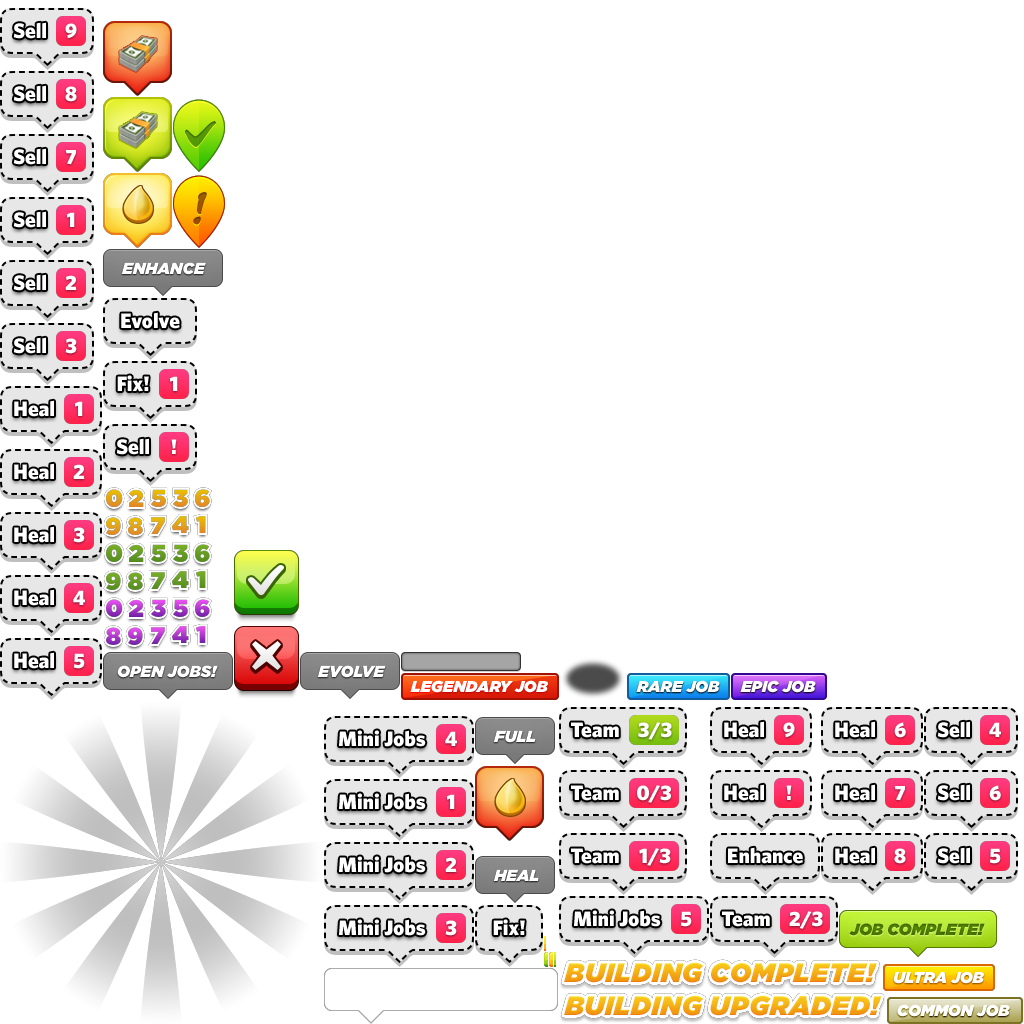 Sell 9
Sell 8
Sell 7
Sell 1
Sell 2
Sell 3
Heal 1
Heal 2
Heal 3
Heal 4
Heal 5
!
ENHANCE
Evolve
Fix! 1
Sell !
0 2 5 3 6
9 8 7 4 1
0 2 5 3 6
9 8 7 4 1
0 2 3 5 6
8 9 7 4 1
OPEN JOBS!
EVOLVE
LEGENDARY JOB
RARE JOB
EPIC JOB
Mini Jobs 4
Mini Jobs 1
Mini Jobs 2
Mini Jobs 3
FULL
HEAL
Fix!
Team 3/3
Team 0/3
Team 1/3
Mini Jobs 5
Heal 9
Heal !
Enhance
Team 2/3
Heal 6
Heal 7
Heal 8
Sell 4
Sell 6
Sell 5
JOB COMPLETE!
BUILDING COMPLETE!
ULTRA JOB
BUILDING UPGRADED!
COMMON JOB